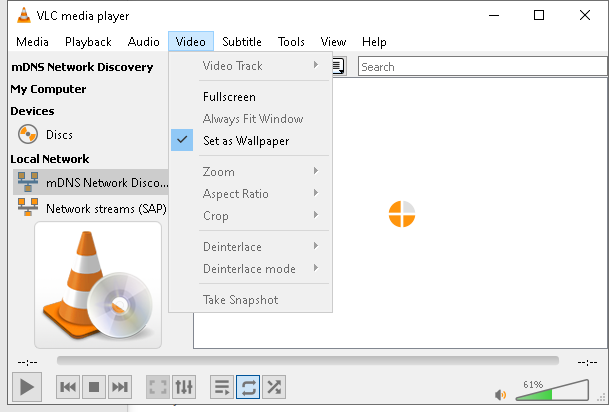 VLC media player
Media Playback Audio Video Subtitle Tools View Help
mDNS Network Discovery
My Computer
Devices
Discs
Local Network
mDNS Network Disco...
Network streams (SAP)
Video Track
Fullscreen
Always Fit Window
Set as Wallpaper
Zoom
Aspect Ratio
Crop
Deinterlace
Deinterlace mode
Take Snapshot
Search
--:-- --:--
61%